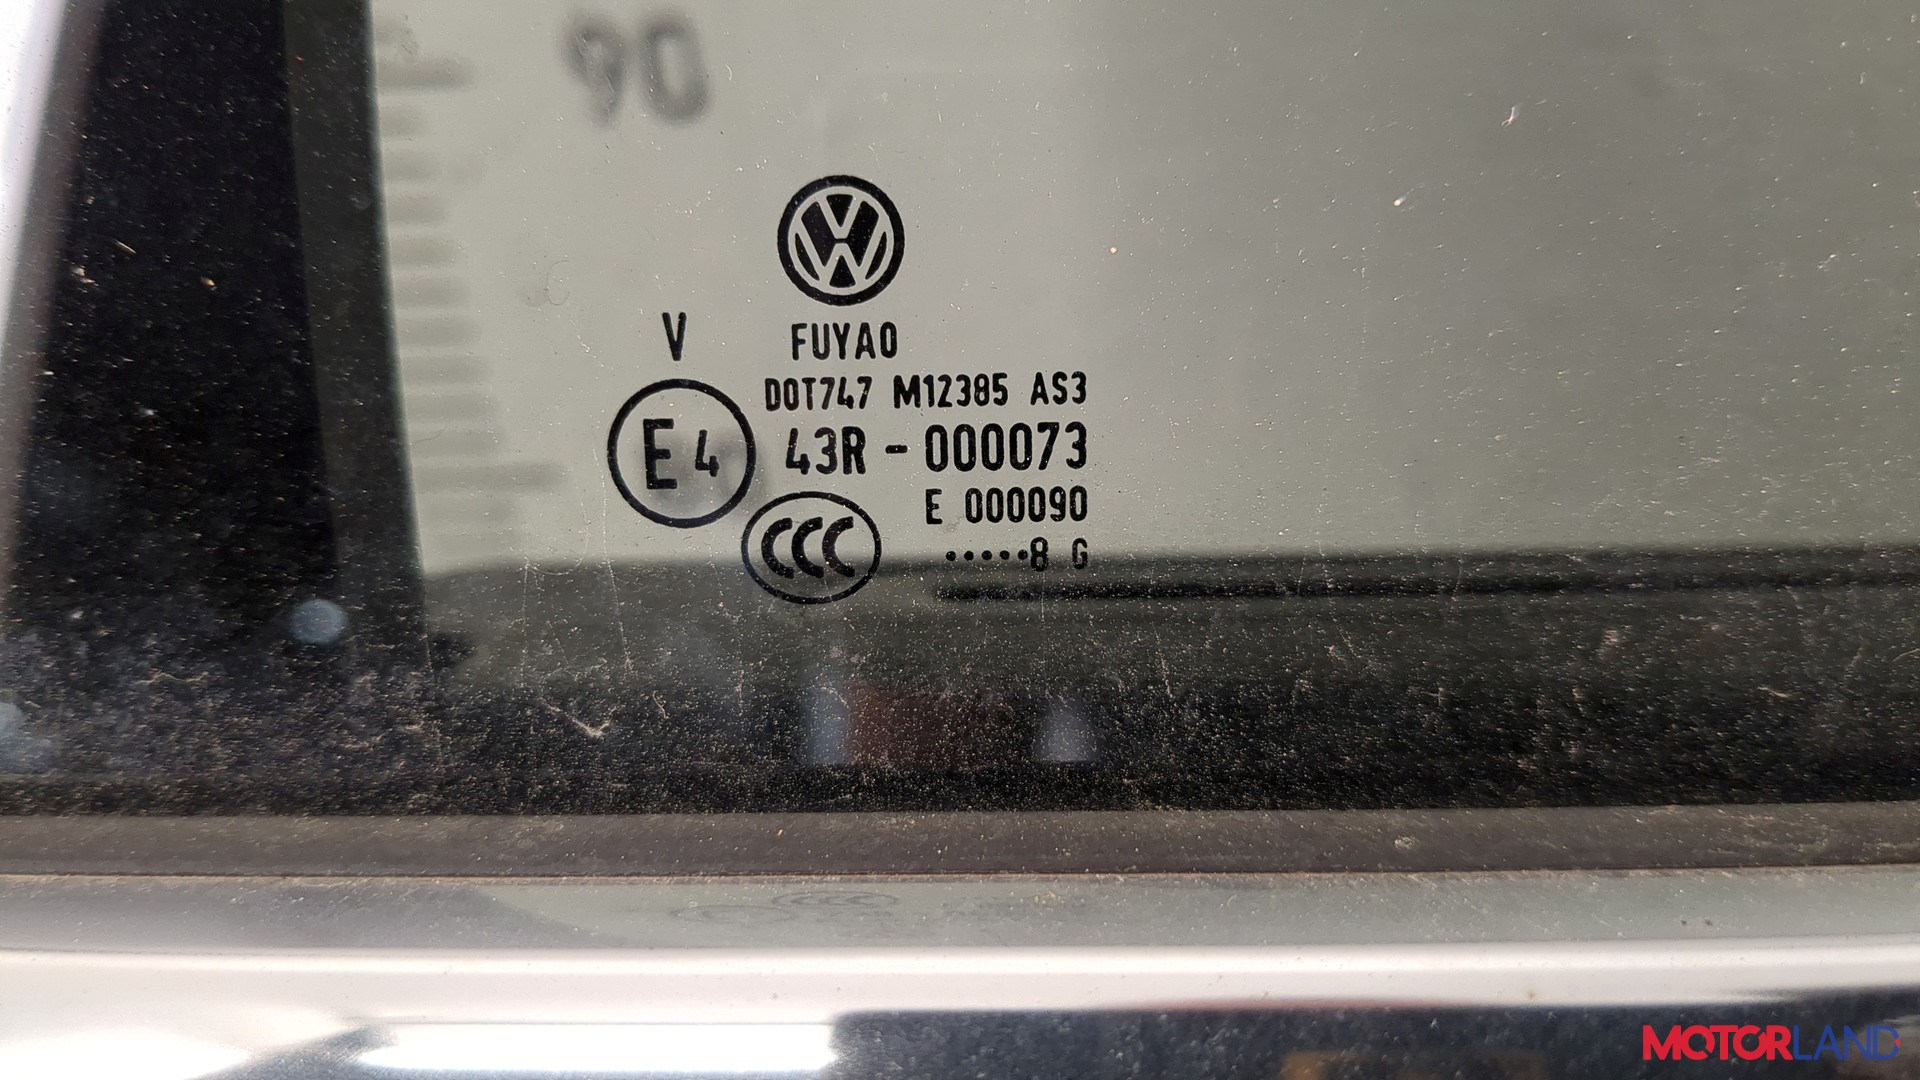 90
V
FUYAO
DOT747 M12385 AS3
E4 43R - 000073
E 000090
CCC •••••8 G
MOTORLAND